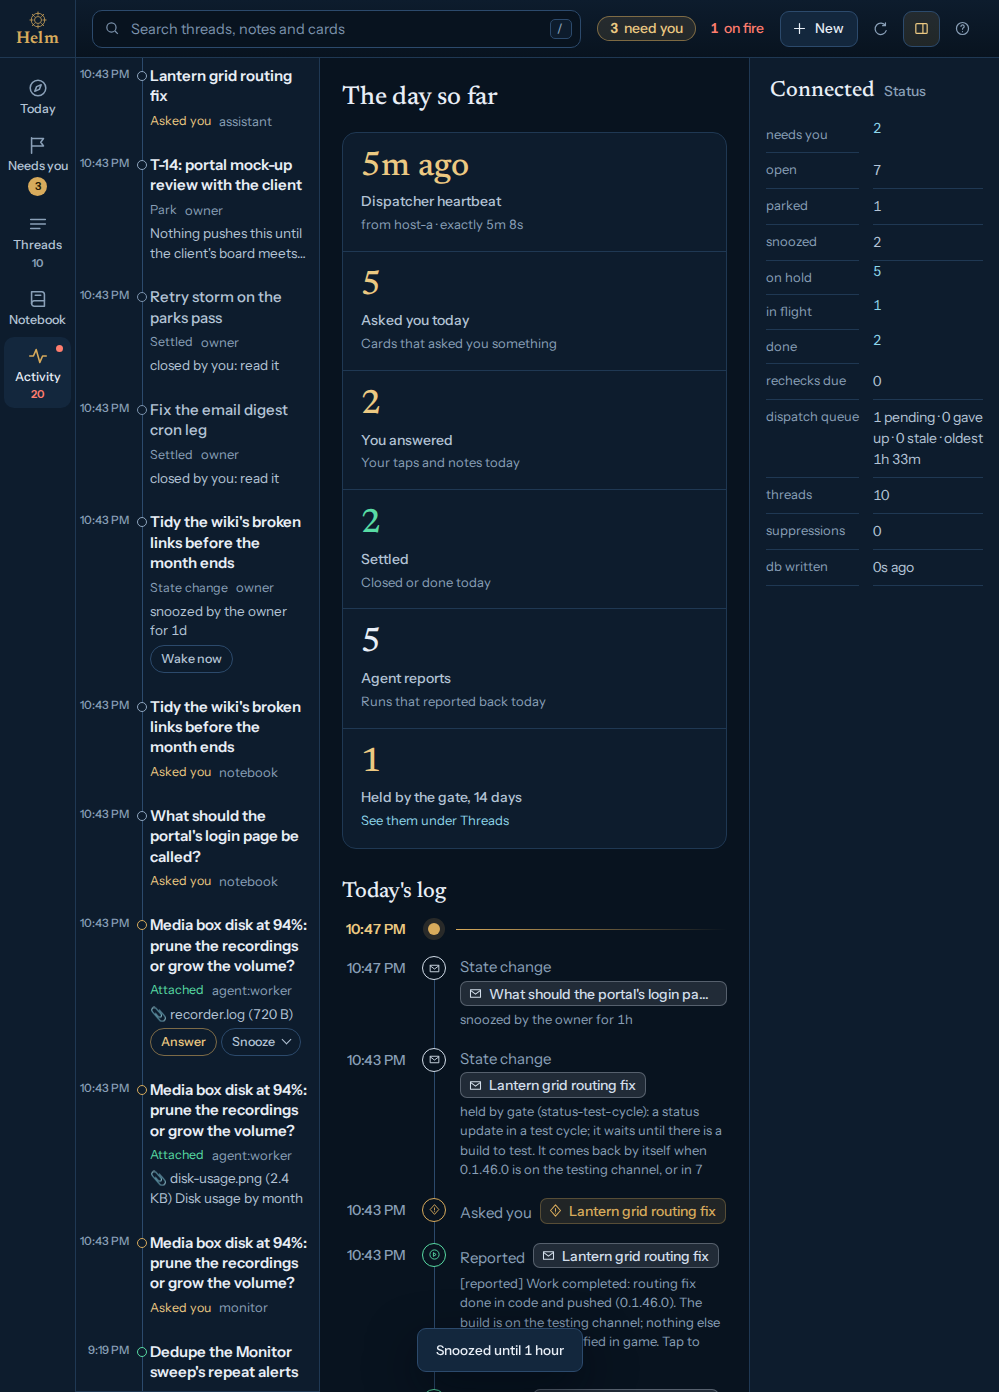 Helm
Search threads, notes and cards
/
3 need you
1 on fire
New
Today
Needs you
3
Threads
10
Notebook
Activity
20
10:43 PM
Lantern grid routing
fix
Asked you assistant
10:43 PM
T-14: portal mock-up
review with the client
Park owner
Nothing pushes this until
the client's board meets...
10:43 PM
Retry storm on the
parks pass
Settled owner
closed by you: read it
10:43 PM
Fix the email digest
cron leg
Settled owner
closed by you: read it
10:43 PM
Tidy the wiki's broken
links before the
month ends
State change owner
snoozed by the owner
for 1d
Wake now
10:43 PM
Tidy the wiki's broken
links before the
month ends
Asked you notebook
10:43 PM
What should the
portal's login page be
called?
Asked you notebook
10:43 PM
Media box disk at 94%:
prune the recordings
or grow the volume?
Attached agent:worker
📎 recorder.log (720 B)
Answer
Snooze
10:43 PM
Media box disk at 94%:
prune the recordings
or grow the volume?
Attached agent:worker
📎 disk-usage.png (2.4
KB) Disk usage by month
10:43 PM
Media box disk at 94%:
prune the recordings
or grow the volume?
Asked you monitor
9:19 PM
Dedupe the Monitor
sweep's repeat alerts
The day so far
5m ago
Dispatcher heartbeat
from host-a · exactly 5m 8s
5
Asked you today
Cards that asked you something
2
You answered
Your taps and notes today
2
Settled
Closed or done today
5
Agent reports
Runs that reported back today
1
Held by the gate, 14 days
See them under Threads
Today's log
10:47 PM
10:47 PM
State change
What should the portal's login pa...
snoozed by the owner for 1h
10:43 PM
State change
Lantern grid routing fix
held by gate (status-test-cycle): a status
update in a test cycle; it waits until there is a
build to test. It comes back by itself when
0.1.46.0 is on the testing channel, or in 7
10:43 PM
Asked you
Lantern grid routing fix
10:43 PM
Reported
Lantern grid routing fix
[reported] Work completed: routing fix
done in code and pushed (0.1.46.0). The
build is on the testing channel; nothing else
fied in game. Tap to
Snoozed until 1 hour
Connected Status
needs you 2
open 7
parked 1
snoozed 2
on hold 5
in flight 1
done 2
rechecks due 0
dispatch queue 1 pending · 0 gave
up · 0 stale · oldest
1h 33m
threads 10
suppressions 0
db written 0s ago